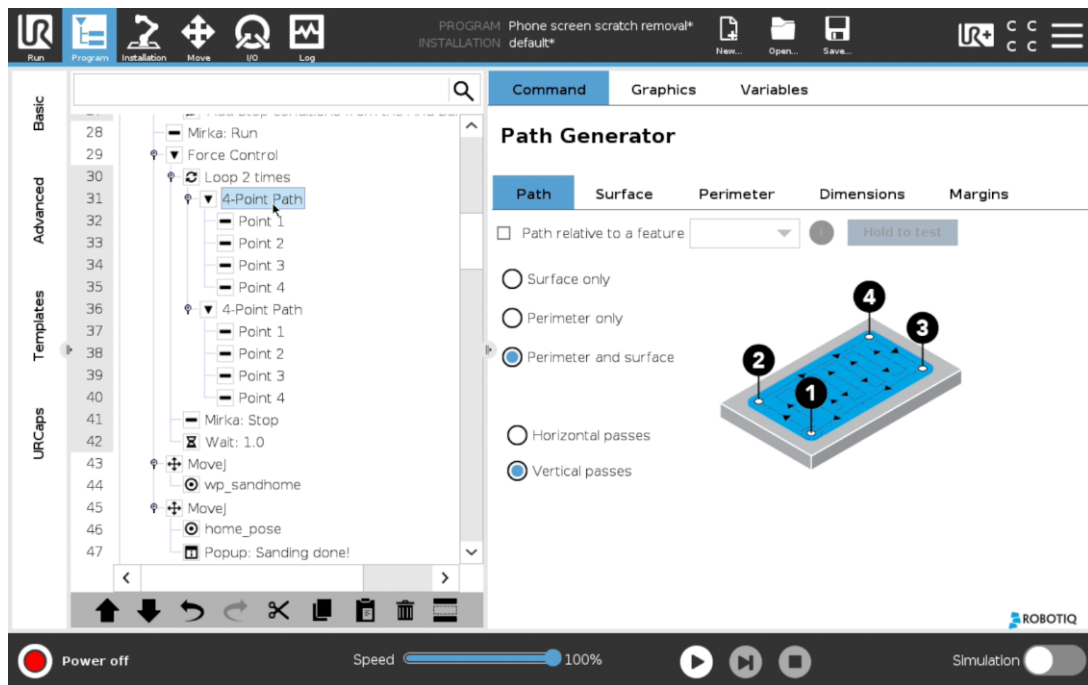 PROGRAM Phone screen scratch removal*
INSTALLATION default*
Run Program Installation Move I/O Log
New... Open... Save...
UR+
C C
C C
Basic
Advanced
Templates
URCaps
28 Mirka: Run
29 Force Control
30 Loop 2 times
31 4-Point Path
32 Point 1
33 Point 2
34 Point 3
35 Point 4
36 4-Point Path
37 Point 1
38 Point 2
39 Point 3
40 Point 4
41 Mirka: Stop
42 Wait: 1.0
43 MoveJ
44 wp_sandhome
45 MoveJ
46 home_pose
47 Popup: Sanding done!
Command Graphics Variables
Path Generator
Path Surface Perimeter Dimensions Margins
Path relative to a feature
Hold to test
Surface only
Perimeter only
Perimeter and surface
Horizontal passes
Vertical passes
4
3
2
1
ROBOTIQ
Power off
Speed 100%
Simulation